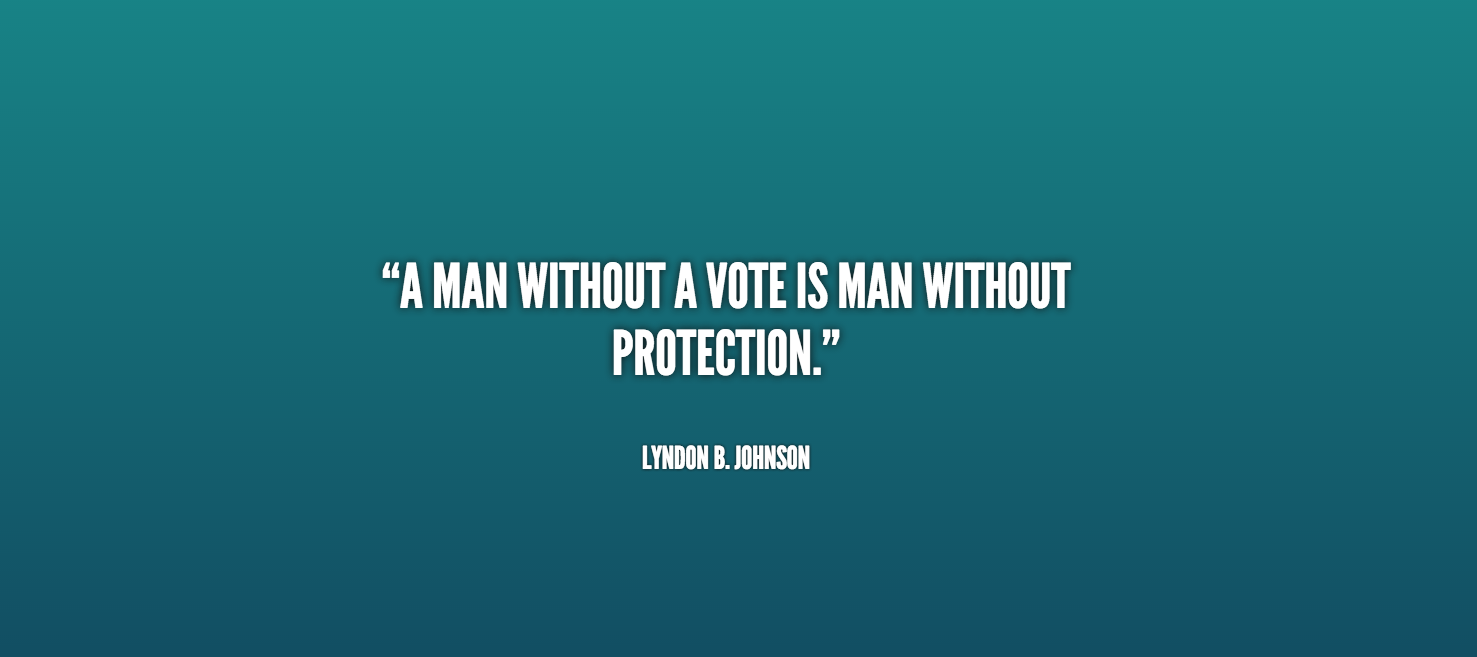 “A MAN WITHOUT A VOTE IS MAN WITHOUT
PROTECTION.”
LYNDON B. JOHNSON